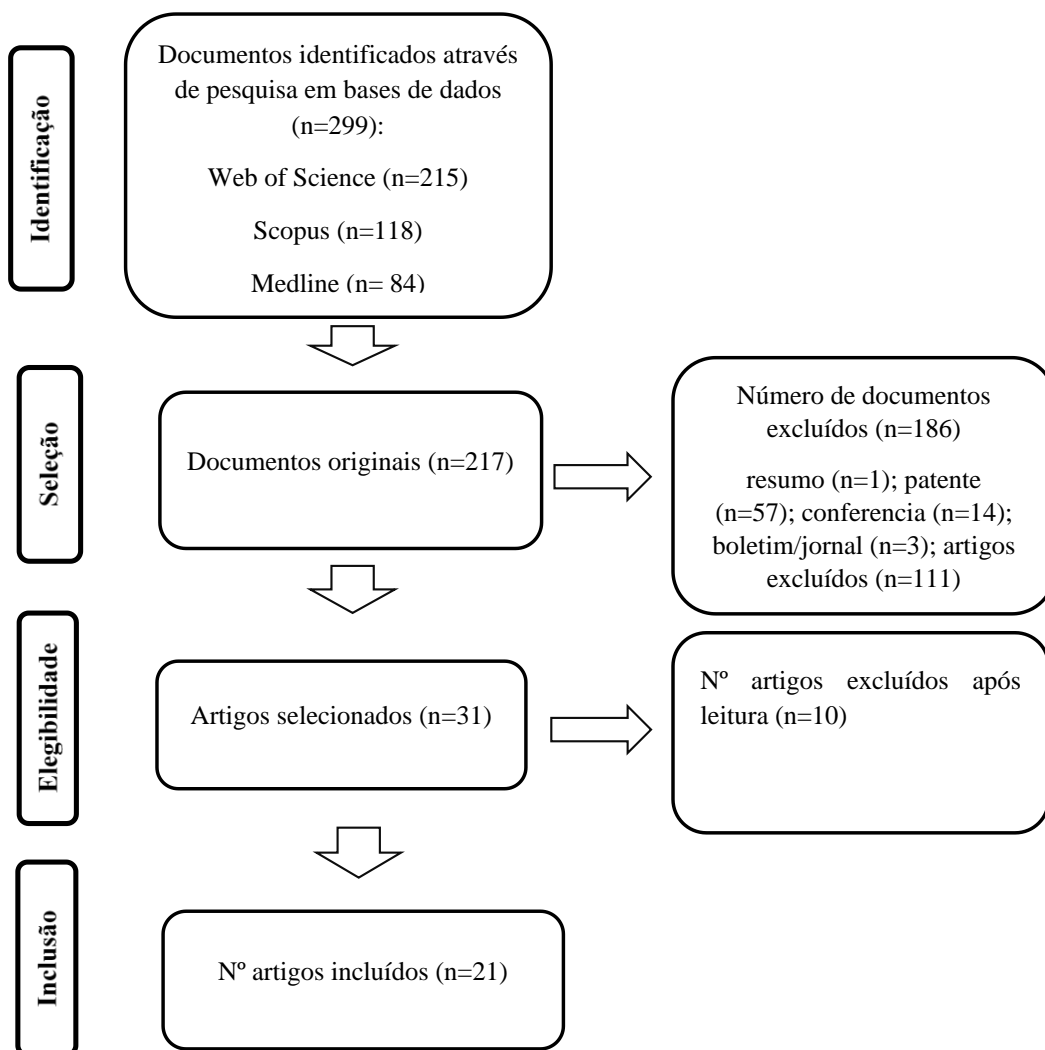 Identificação
Documentos identificados através
de pesquisa em bases de dados
(n=299):
Web of Science (n=215)
Scopus (n=118)
Medline (n= 84)
Seleção
Documentos originais (n=217)
Número de documentos
excluídos (n=186)
resumo (n=1); patente
(n=57); conferencia (n=14);
boletim/jornal (n=3); artigos
excluídos (n=111)
Elegibilidade
Artigos selecionados (n=31)
Nº artigos excluídos após
leitura (n=10)
Inclusão
Nº artigos incluídos (n=21)